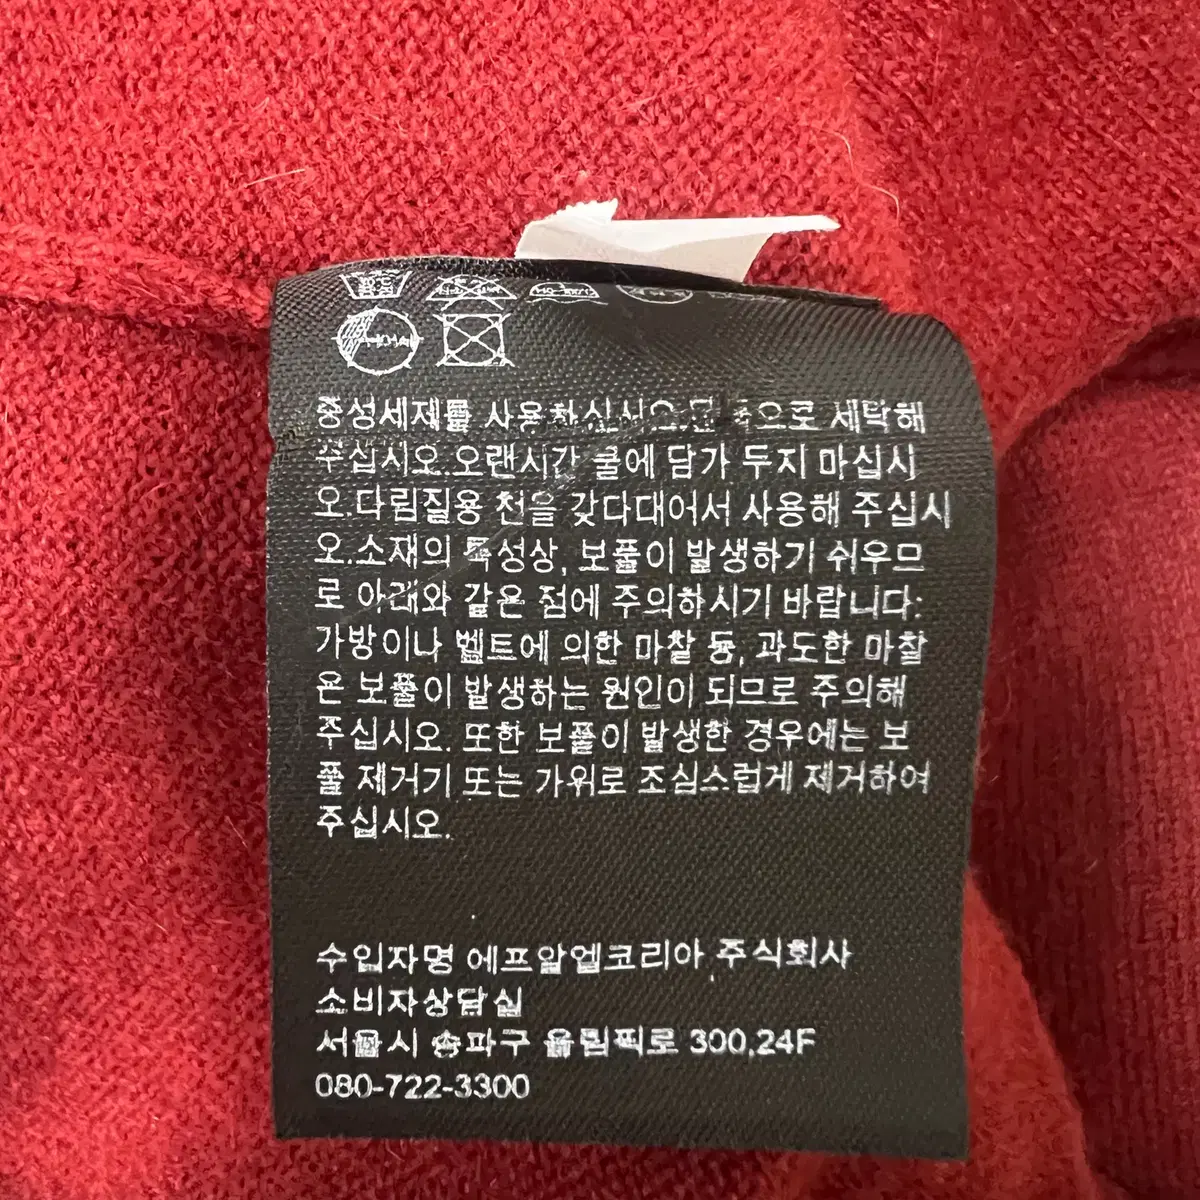 중성세제를 사용하십시오.단 으로 세탁해
주십시오.오랜시간 물에 담가 두지 마십시
오.다림질용 천을 갖다대어서 사용해 주십시
오.소재의 특성상, 보풀이 발생하기 쉬우므
로 아래와 같은 점에 주의하시기 바랍니다:
가방이나 벨트에 의한 마찰 등, 과도한 마찰
은 보풀이 발생하는 원인이 되므로 주의해
주십시오. 또한 보풀이 발생한 경우에는 보
풀 제거기 또는 가위로 조심스럽게 제거하여
주십시오.
수입자명 에프알엘코리아 주식회사
소비자상담실
서울시 송파구 올림픽로 300,24F
080-722-3300